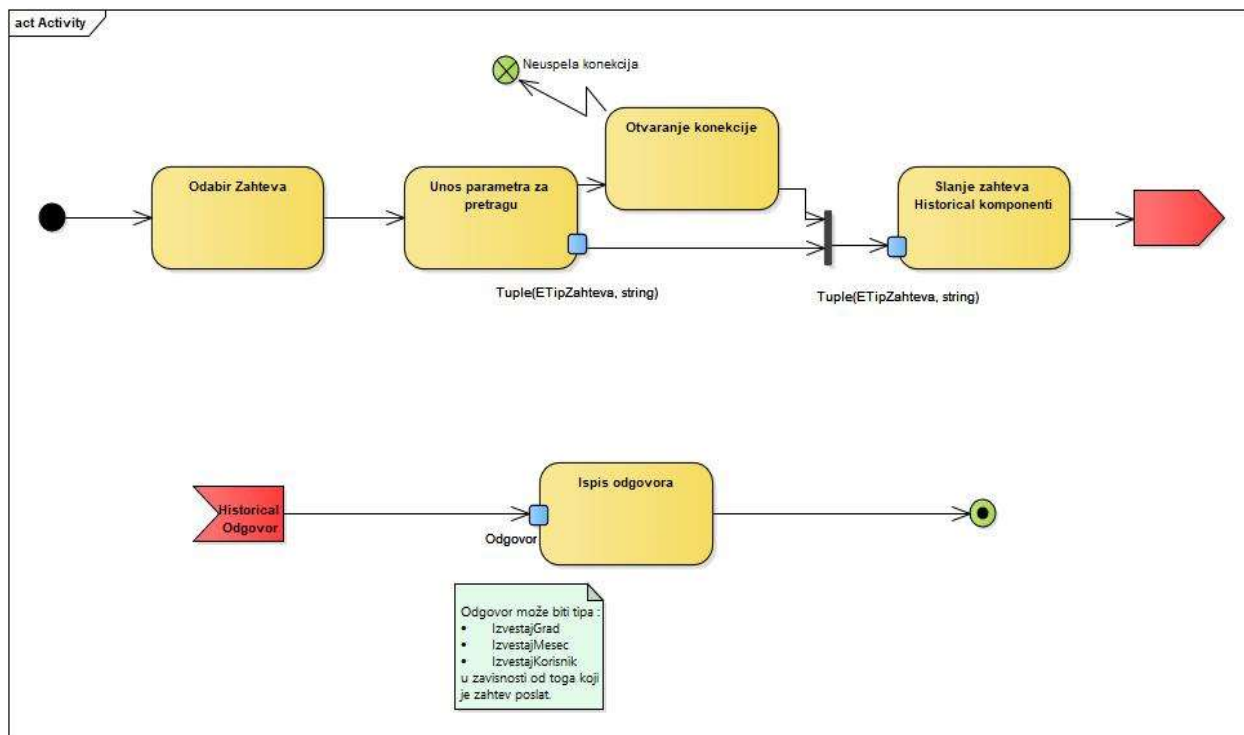 act Activity
Neuspela konekcija
Otvaranje konekcije
Odabir Zahteva
Unos parametra za
pretragu
Slanje zahteva
Historical komponenti
Tuple(ETipZahteva, string)
Tuple(ETipZahteva, string)
Historical
Odgovor
Odgovor
Ispis odgovora
Odgovor može biti tipa :
• IzvestajGrad
• IzvestajMesec
• IzvestajKorisnik
u zavisnosti od toga koji
je zahtev poslat.